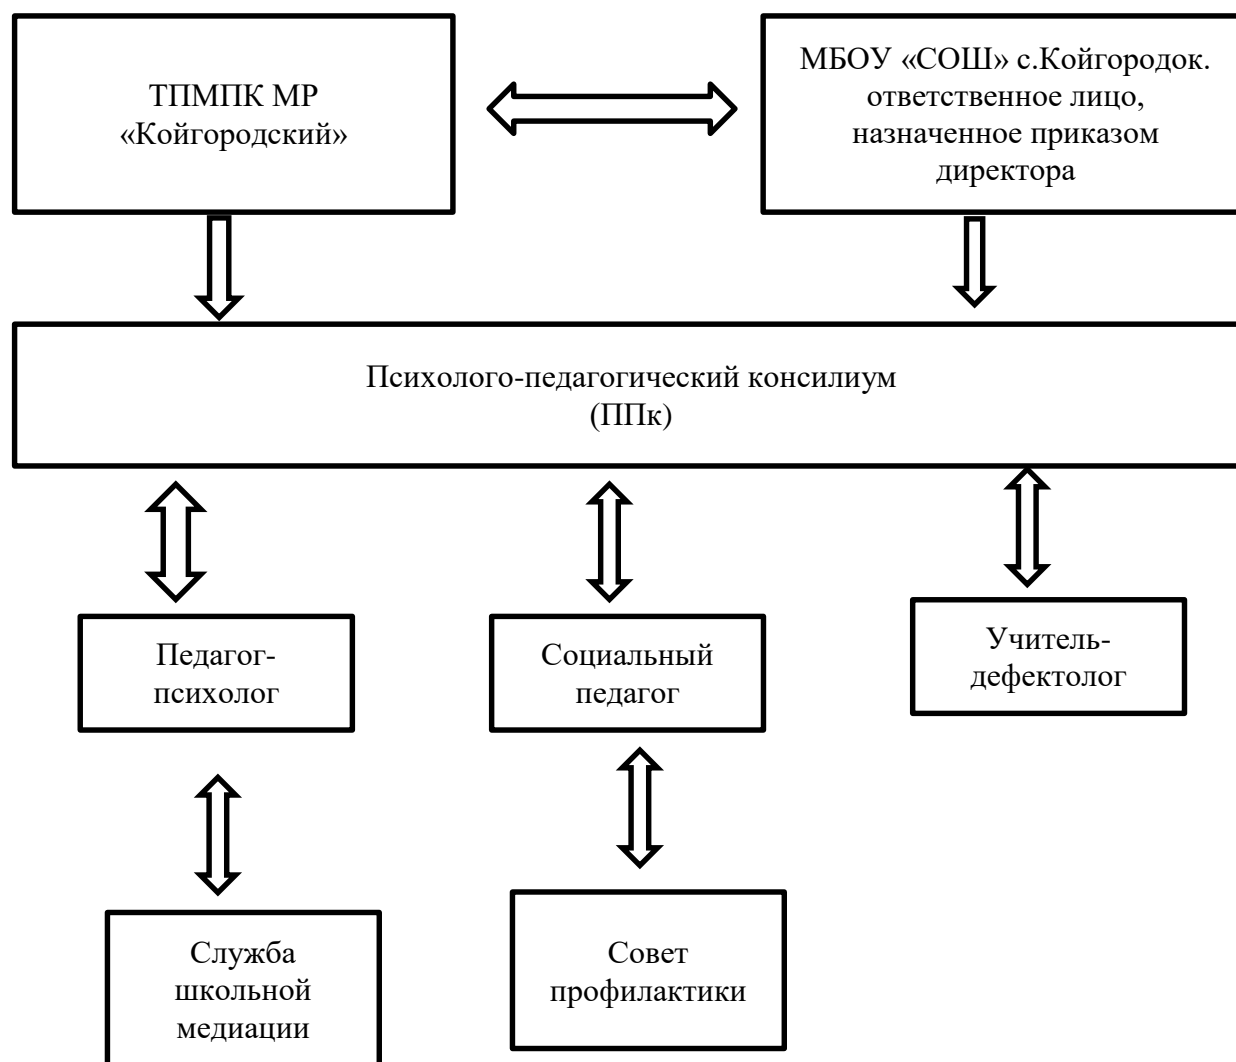 ТПМПК МР
«Койгородский»
МБОУ «СОШ» с.Койгородок.
ответственное лицо,
назначенное приказом
директора
Психолого-педагогический консилиум
(ППк)
Педагог-
психолог
Социальный
педагог
Учитель-
дефектолог
Служба
школьной
медиации
Совет
профилактики